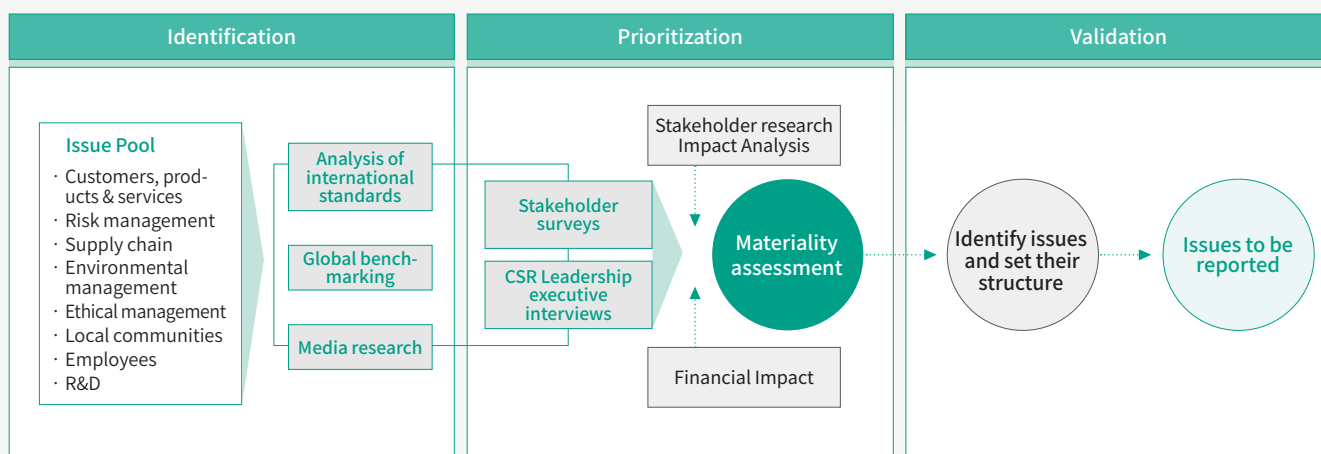 Identification
Prioritization
Validation
Issue Pool
· Customers, prod-
ucts & services
· Risk management
· Supply chain
· Environmental
management
· Ethical management
· Local communities
· Employees
· R&D
Analysis of
international
standards
Global bench-
marking
Media research
Stakeholder
surveys
CSR Leadership
executive
interviews
Stakeholder research
Impact Analysis
Materiality
assessment
Financial Impact
Identify issues
and set their
structure
Issues to be
reported